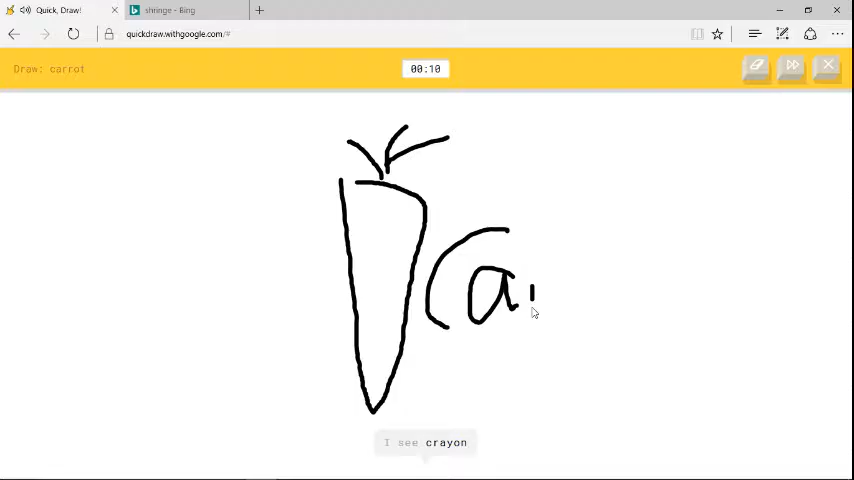 Quick, Draw!
shringe - Bing
quickdraw.withgoogle.com/#
Draw: carrot
00:10
Ca
I see crayon